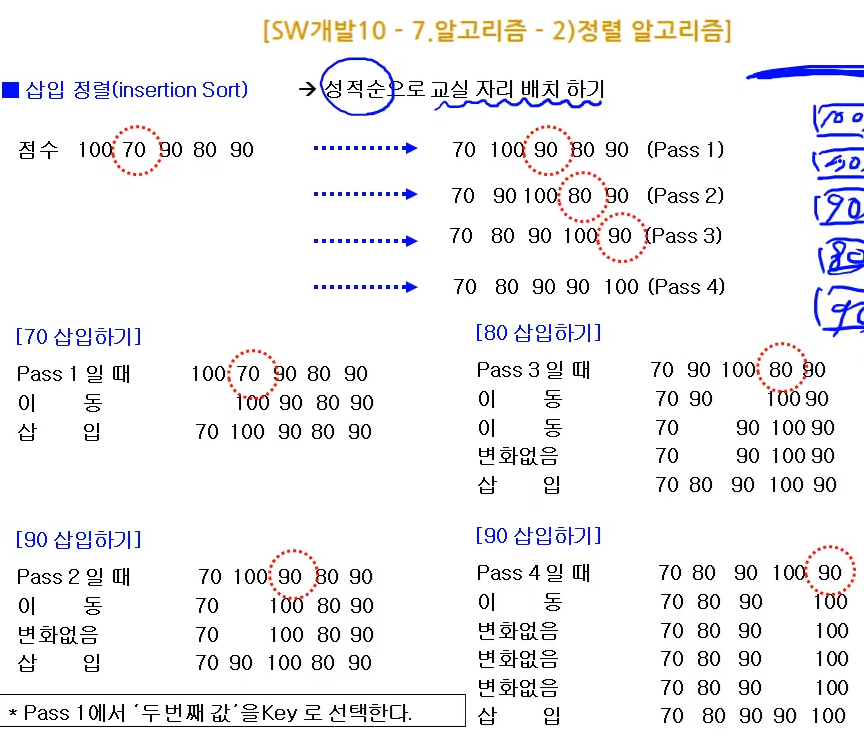 [SW개발10 - 7.알고리즘 - 2)정렬 알고리즘]
■ 삽입 정렬(insertion Sort) → 성적순으로 교실 자리 배치 하기
점수 100 70 90 80 90 70 100 90 80 90 (Pass 1)
70 90 100 80 90 (Pass 2)
70 80 90 100 90 (Pass 3)
70 80 90 90 100 (Pass 4)
[70 삽입하기]
Pass 1 일 때 100 70 90 80 90
이 동 100 90 80 90
삽 입 70 100 90 80 90
[90 삽입하기]
Pass 2 일 때 70 100 90 80 90
이 동 70 100 80 90
변화없음 70 100 80 90
삽 입 70 90 100 80 90
* Pass 1에서 ‘두 번째 값’을Key 로 선택한다.
[80 삽입하기]
Pass 3 일 때 70 90 100 80 90
이 동 70 90 100 90
이 동 70 90 100 90
변화없음 70 90 100 90
삽 입 70 80 90 100 90
[90 삽입하기]
Pass 4 일 때 70 80 90 100 90
이 동 70 80 90 100
변화없음 70 80 90 100
변화없음 70 80 90 100
변화없음 70 80 90 100
삽 입 70 80 90 90 100
90
80